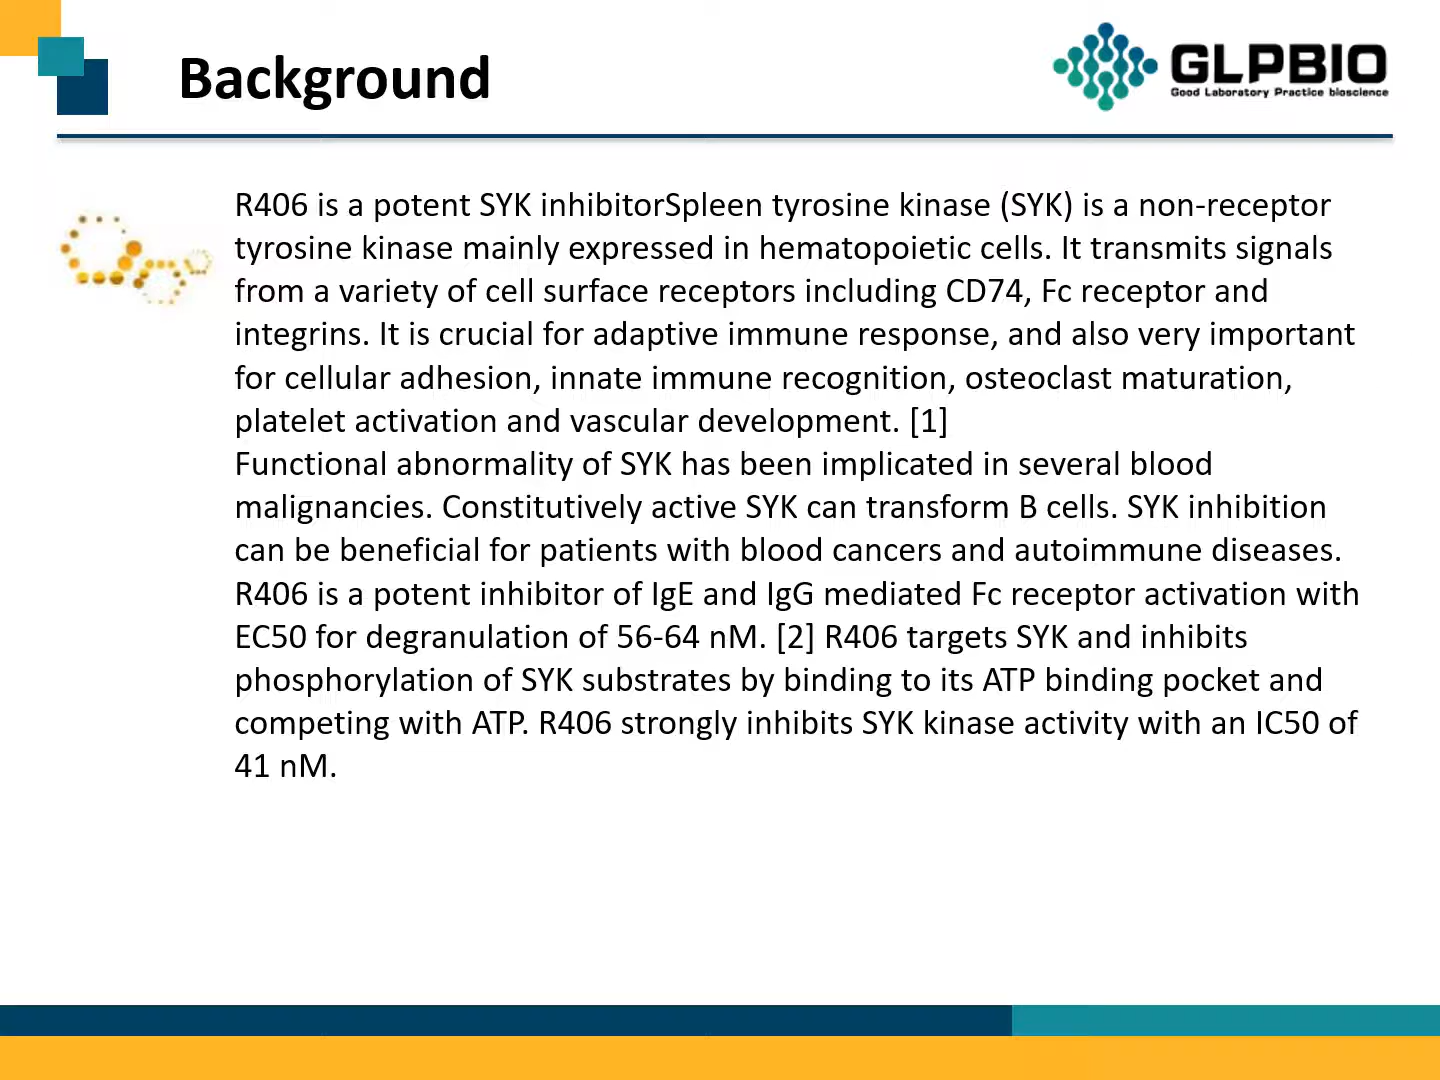 Background
GLPBIO
Good Laboratory Practice bioscience
R406 is a potent SYK inhibitorSpleen tyrosine kinase (SYK) is a non-receptor
tyrosine kinase mainly expressed in hematopoietic cells. It transmits signals
from a variety of cell surface receptors including CD74, Fc receptor and
integrins. It is crucial for adaptive immune response, and also very important
for cellular adhesion, innate immune recognition, osteoclast maturation,
platelet activation and vascular development. [1]
Functional abnormality of SYK has been implicated in several blood
malignancies. Constitutively active SYK can transform B cells. SYK inhibition
can be beneficial for patients with blood cancers and autoimmune diseases.
R406 is a potent inhibitor of IgE and IgG mediated Fc receptor activation with
EC50 for degranulation of 56-64 nM. [2] R406 targets SYK and inhibits
phosphorylation of SYK substrates by binding to its ATP binding pocket and
competing with ATP. R406 strongly inhibits SYK kinase activity with an IC50 of
41 nM.